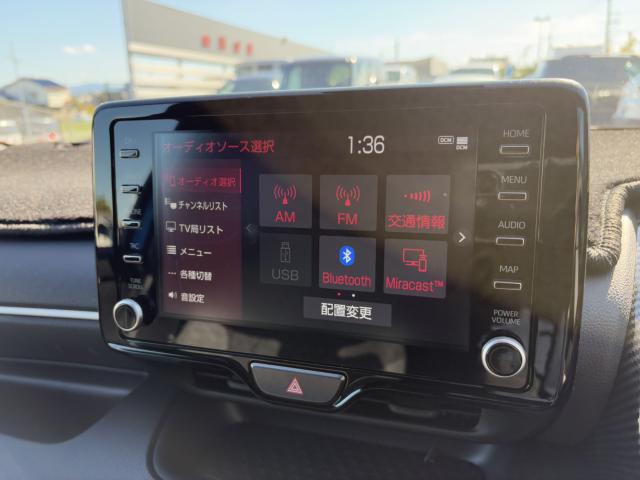 オーディオソース選択
1:36
DCM
DCM
オーディオ選択
チャンネルリスト
TV局リスト
メニュー
各種切替
音設定
AM
FM
交通情報
USB
Bluetooth
Miracast™
配置変更
TUNE
SCROLL
HOME
MENU
AUDIO
MAP
POWER
VOLUME